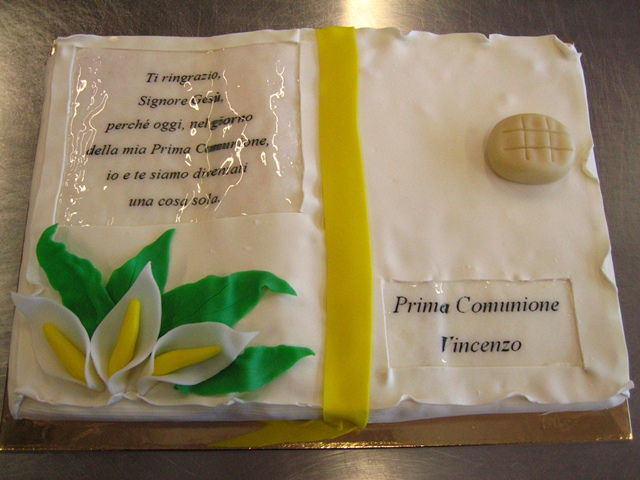 Ti ringrazio,
Signore Gesù,
perché oggi, nel giorno
della mia Prima Comunione,
io e te siamo diventati
una cosa sola.
Prima Comunione
Vincenzo